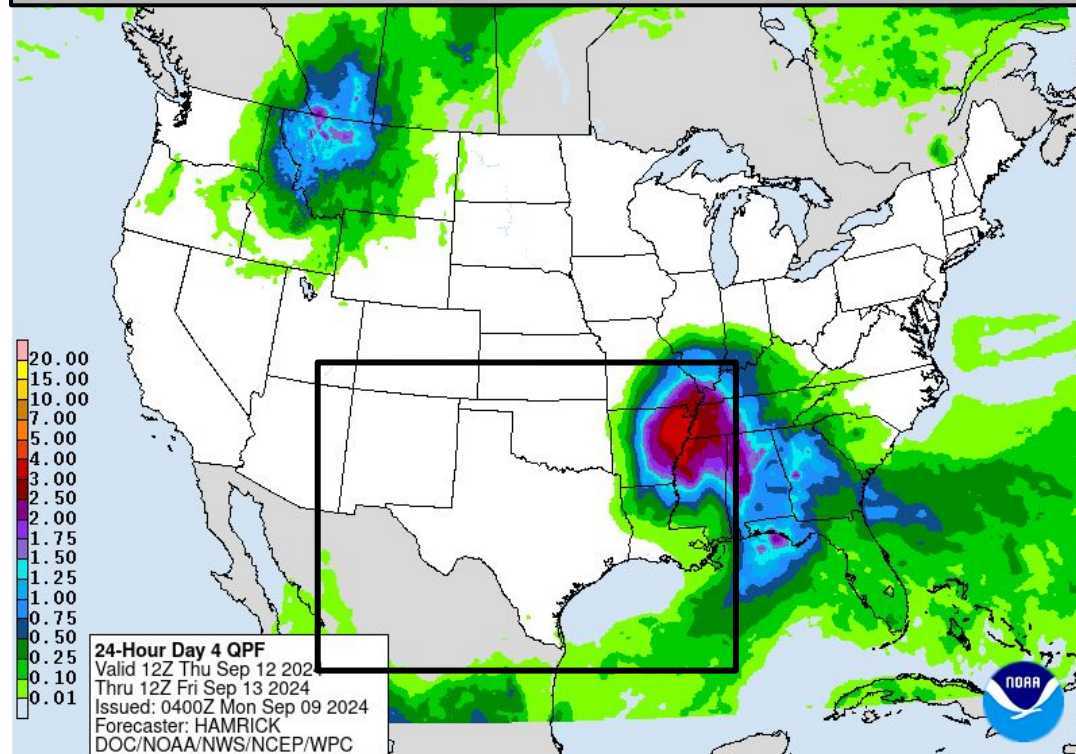 20.00
15.00
10.00
7.00
5.00
4.00
3.00
2.50
2.00
1.75
1.50
1.25
1.00
0.75
0.50
0.25
0.10
0.01
24-Hour Day 4 QPF
Valid 12Z Thu Sep 12 2024
Thru 12Z Fri Sep 13 2024
Issued: 0400Z Mon Sep 09 2024
Forecaster: HAMRICK
DOC/NOAA/NWS/NCEP/WPC
NOAA